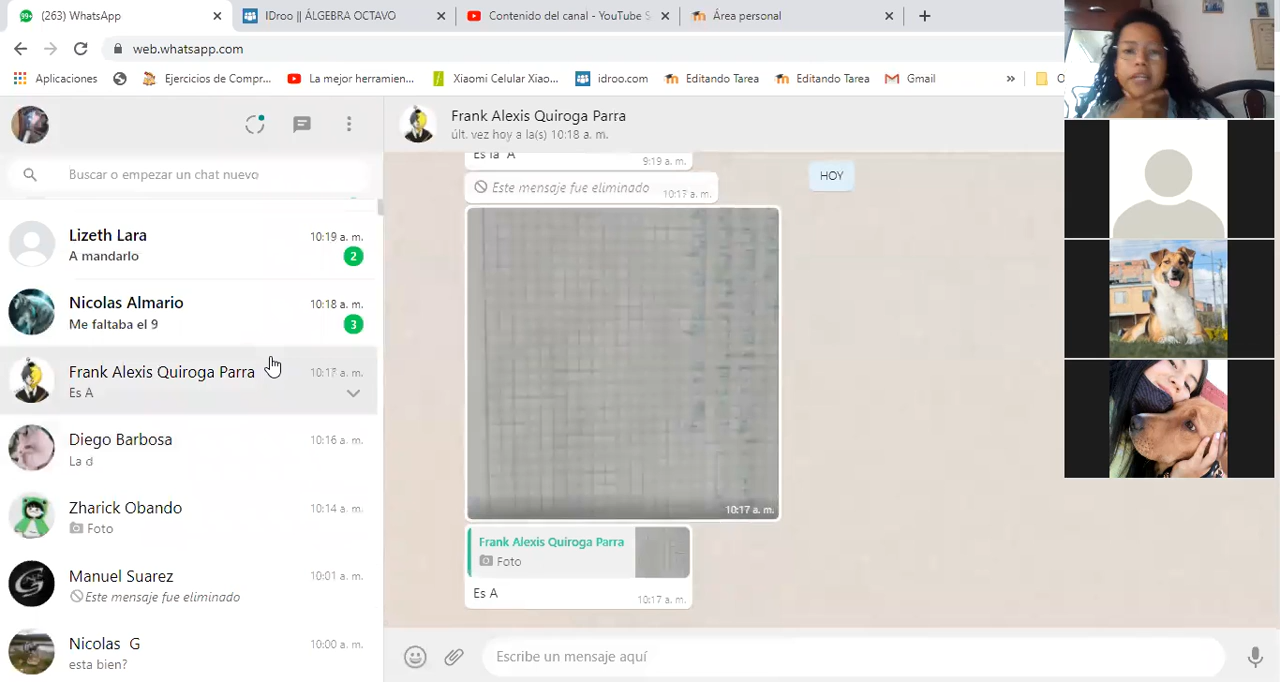 (263) WhatsApp
IDroo || ÁLGEBRA OCTAVO
Contenido del canal - YouTube S
Área personal
web.whatsapp.com
Aplicaciones
Ejercicios de Compr...
La mejor herramien...
Xiaomi Celular Xiao...
idroo.com
Editando Tarea
Editando Tarea
Gmail
»
O
Buscar o empezar un chat nuevo
Lizeth Lara
10:19 a. m.
A mandarlo
2
Nicolas Almario
10:18 a. m.
Me faltaba el 9
3
Frank Alexis Quiroga Parra
10:17 a. m.
Es A
Diego Barbosa
10:16 a. m.
La d
Zharick Obando
10:14 a. m.
Foto
Manuel Suarez
10:01 a. m.
Este mensaje fue eliminado
Nicolas G
10:00 a. m.
esta bien?
Frank Alexis Quiroga Parra
últ. vez hoy a la(s) 10:18 a. m.
Es la A
9:19 a. m.
HOY
Este mensaje fue eliminado
10:17 a. m.
10:17 a. m.
Frank Alexis Quiroga Parra
Foto
Es A
10:17 a. m.
Escribe un mensaje aquí